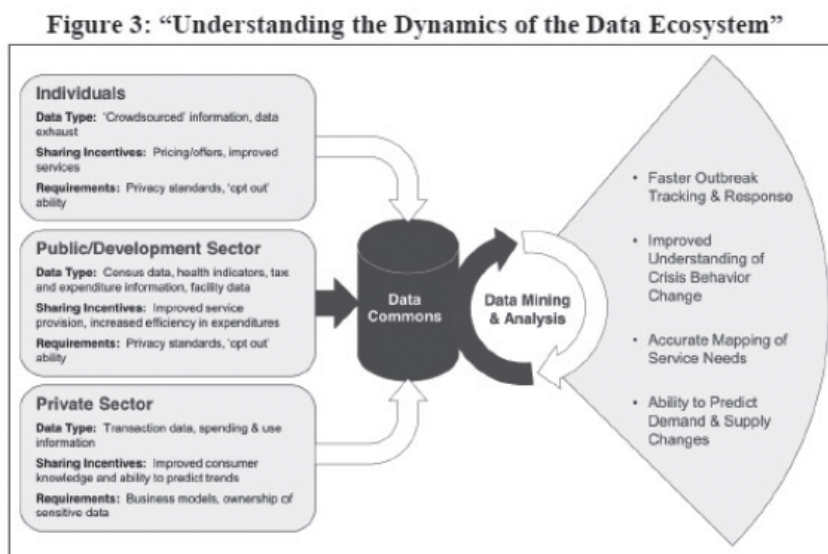 Figure 3: “Understanding the Dynamics of the Data Ecosystem”
Individuals
Data Type: 'Crowdsourced' information, data
exhaust
Sharing Incentives: Pricing/offers, improved
services
Requirements: Privacy standards, 'opt out'
ability
Public/Development Sector
Data Type: Census data, health indicators, tax
and expenditure information, facility data
Sharing Incentives: Improved service
provision, increased efficiency in expenditures
Requirements: Privacy standards, 'opt out'
ability
Private Sector
Data Type: Transaction data, spending & use
information
Sharing Incentives: Improved consumer
knowledge and ability to predict trends
Requirements: Business models, ownership of
sensitive data
Data
Commons
Data Mining
& Analysis
• Faster Outbreak
Tracking & Response
• Improved
Understanding of
Crisis Behavior
Change
• Accurate Mapping of
Service Needs
• Ability to Predict
Demand & Supply
Changes